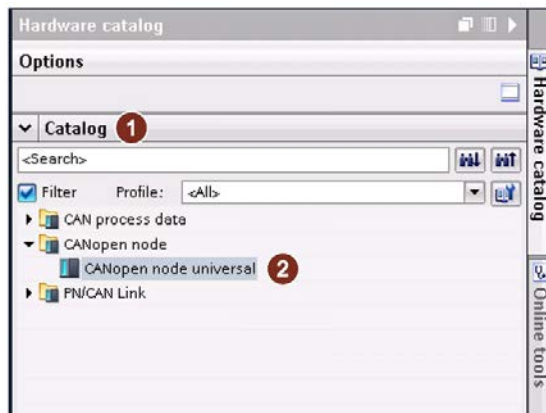 Hardware catalog
Options
Catalog 1
<Search>
Filter Profile: <All>
CAN process data
CANopen node
CANopen node universal 2
PN/CAN Link
Hardware catalog
Online tools